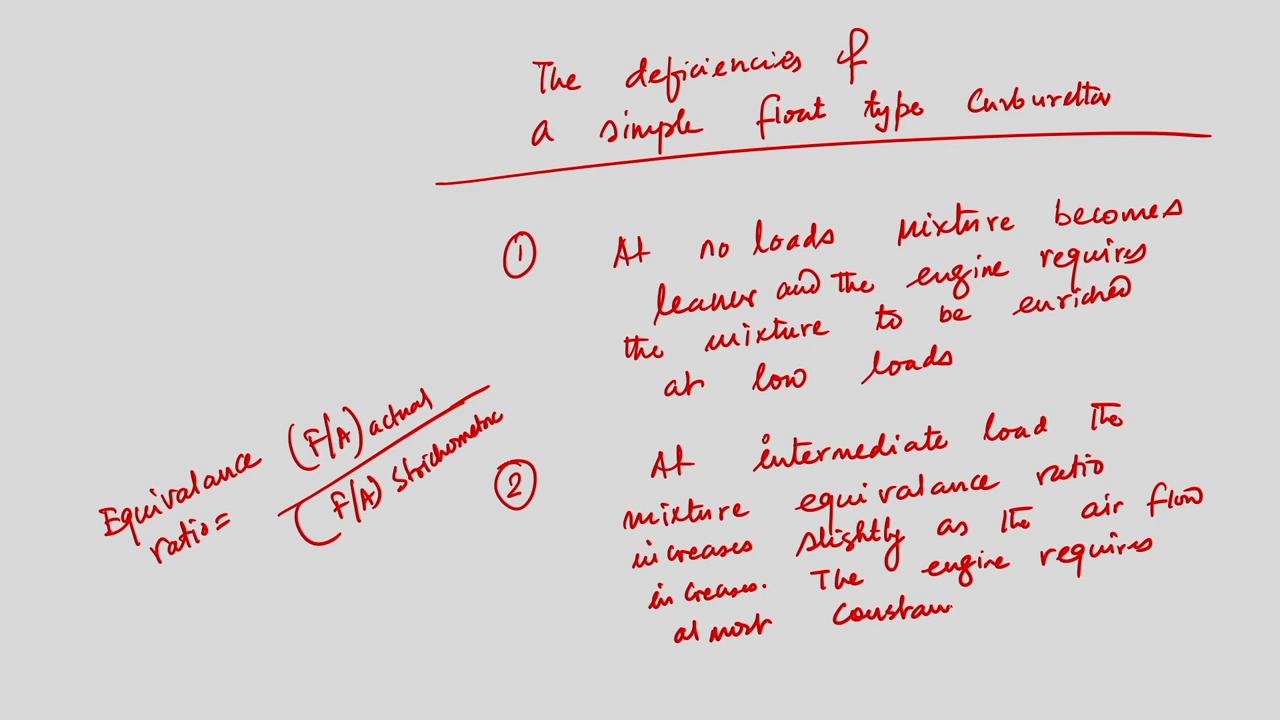 The deficiencies of
a simple float type Carburettor
① At no loads mixture becomes
leaner and the engine requires
the mixture to be enriched
at low loads
Equivalance (F/A) actual
ratio = (F/A) Stoichometric
② At intermediate load the
mixture equivalance ratio
increases slightly as the air flow
increases. The engine requires
almost constan